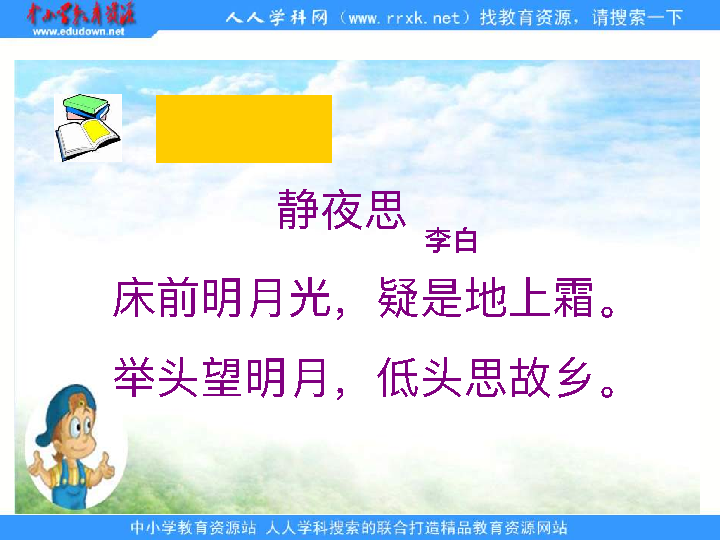 中小学教育资源
www.edudown.net
人人学科网（www.rrxk.net）找教育资源，请搜索一下
静夜思
李白
床前明月光，疑是地上霜。
举头望明月，低头思故乡。
中小学教育资源站 人人学科搜索的联合打造精品教育资源网站